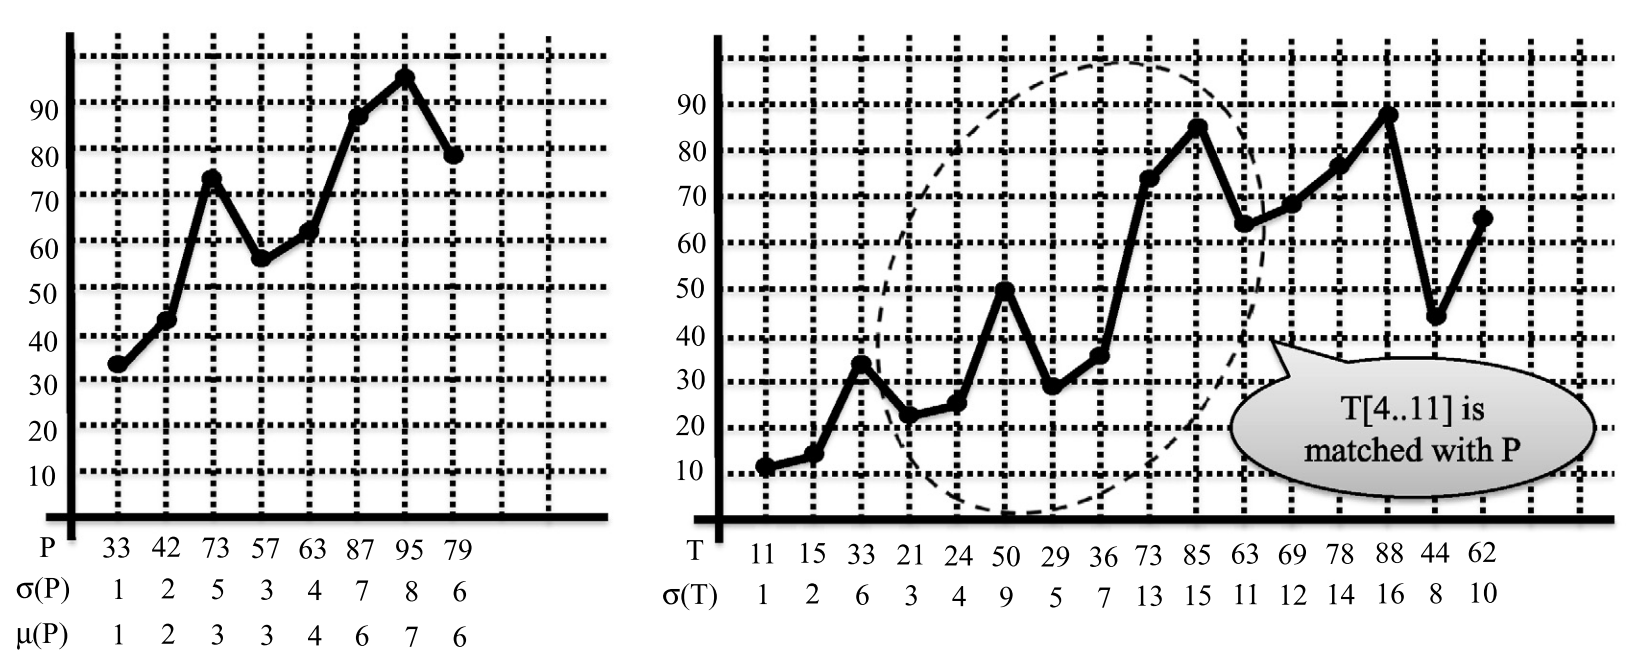 90
80
70
60
50
40
30
20
10
P 33 42 73 57 63 87 95 79
σ(P) 1 2 5 3 4 7 8 6
μ(P) 1 2 3 3 4 6 7 6
90
80
70
60
50
40
30
20
10
T[4..11] is
matched with P
T 11 15 33 21 24 50 29 36 73 85 63 69 78 88 44 62
σ(T) 1 2 6 3 4 9 5 7 13 15 11 12 14 16 8 10